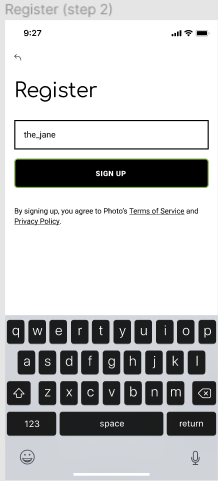 Register (step 2)
9:27
Register
the_jane
SIGN UP
By signing up, you agree to Photo's Terms of Service and
Privacy Policy.
q w e r t y u i o p
a s d f g h j k l
z x c v b n m
123 space return